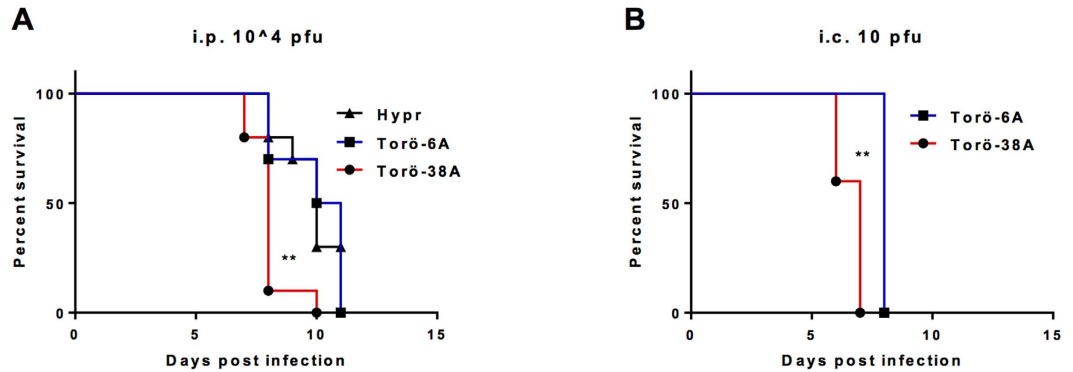 A
i.p. 10^4 pfu
Percent survival
100
50
0
0 5 10 15
Days post infection
Hypr
Torö-6A
Torö-38A
**
B
i.c. 10 pfu
Percent survival
100
50
0
0 5 10 15
Days post infection
Torö-6A
Torö-38A
**